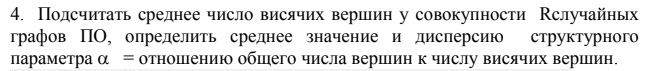 4. Подсчитать среднее число висячих вершин у совокупности Rслучайных
графов ПО, определить среднее значение и дисперсию структурного
параметра α = отношению общего числа вершин к числу висячих вершин.